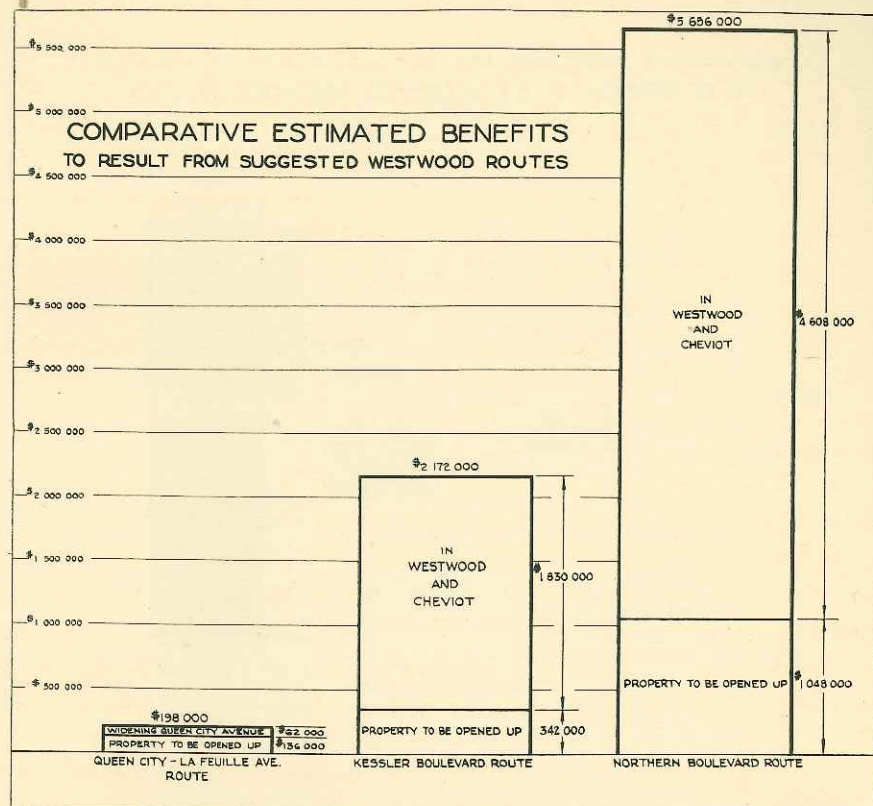 $5 656 000
$5 500 000
$5 000 000
COMPARATIVE ESTIMATED BENEFITS
TO RESULT FROM SUGGESTED WESTWOOD ROUTES
$4 500 000
$4 000 000
$3 500 000
$3 000 000
$2 500 000
$2 000 000
$1 500 000
$1 000 000
$500 000
$198 000
WIDENING QUEEN CITY AVENUE
$62 000
PROPERTY TO BE OPENED UP
$136 000
QUEEN CITY - LA FEUILLE AVE.
ROUTE
$2 172 000
IN
WESTWOOD
AND
CHEVIOT
$1 830 000
PROPERTY TO BE OPENED UP
342 000
KESSLER BOULEVARD ROUTE
IN
WESTWOOD
AND
CHEVIOT
$4 608 000
PROPERTY TO BE OPENED UP
$1 048 000
NORTHERN BOULEVARD ROUTE